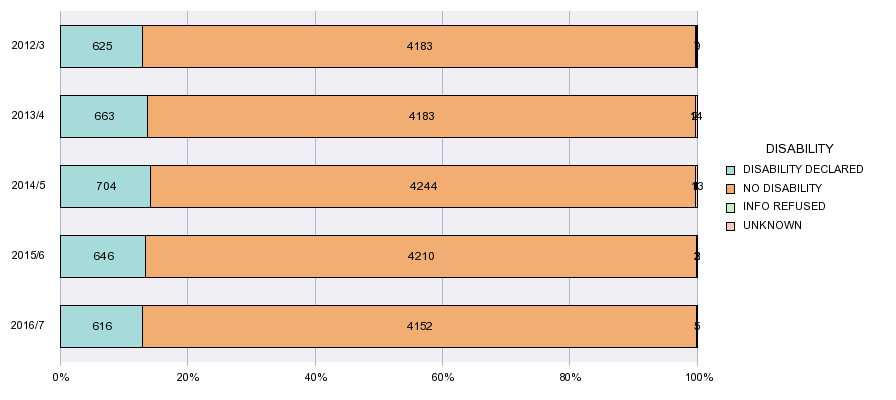 2012/3 625 4183
2013/4 663 4183
2014/5 704 4244
2015/6 646 4210
2016/7 616 4152 5
0% 20% 40% 60% 80% 100%
DISABILITY
DISABILITY DECLARED
NO DISABILITY
INFO REFUSED
UNKNOWN